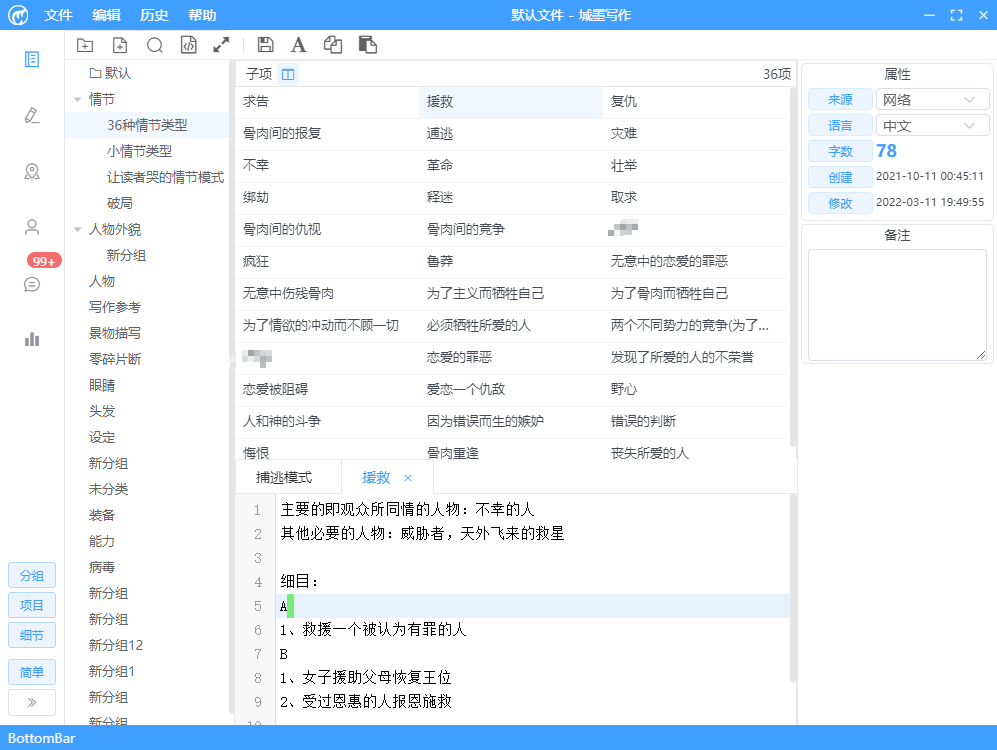 文件 编辑 历史 帮助
默认文件 - 城墨写作
99+
分组
项目
细节
简单
默认
情节
36种情节类型
小情节类型
让读者哭的情节模式
破局
人物外貌
新分组
人物
写作参考
景物描写
零碎片断
眼睛
头发
设定
新分组
未分类
装备
能力
病毒
新分组
新分组
新分组12
新分组1
新分组
新分组
子项 36项
求告 援救 复仇
骨肉间的报复 逋逃 灾难
不幸 革命 壮举
绑劫 释迷 取求
骨肉间的仇视 骨肉间的竞争
疯狂 鲁莽 无意中的恋爱的罪恶
无意中伤残骨肉 为了主义而牺牲自己 为了骨肉而牺牲自己
为了情欲的冲动而不顾一切 必须牺牲所爱的人 两个不同势力的竞争(为了...
恋爱的罪恶 发现了所爱的人的不荣誉
恋爱被阻碍 爱恋一个仇敌 野心
人和神的斗争 因为错误而生的嫉妒 错误的判断
悔恨 骨肉重逢 丧失所爱的人
捕逃模式 援救 ×
1 主要的即观众所同情的人物：不幸的人
2 其他必要的人物：威胁者，天外飞来的救星
3
4 细目：
5 A
6 1、救援一个被认为有罪的人
7 B
8 1、女子援助父母恢复王位
9 2、受过恩惠的人报恩施救
10
属性
来源 网络
语言 中文
字数 78
创建 2021-10-11 00:45:11
修改 2022-03-11 19:49:55
备注
BottomBar